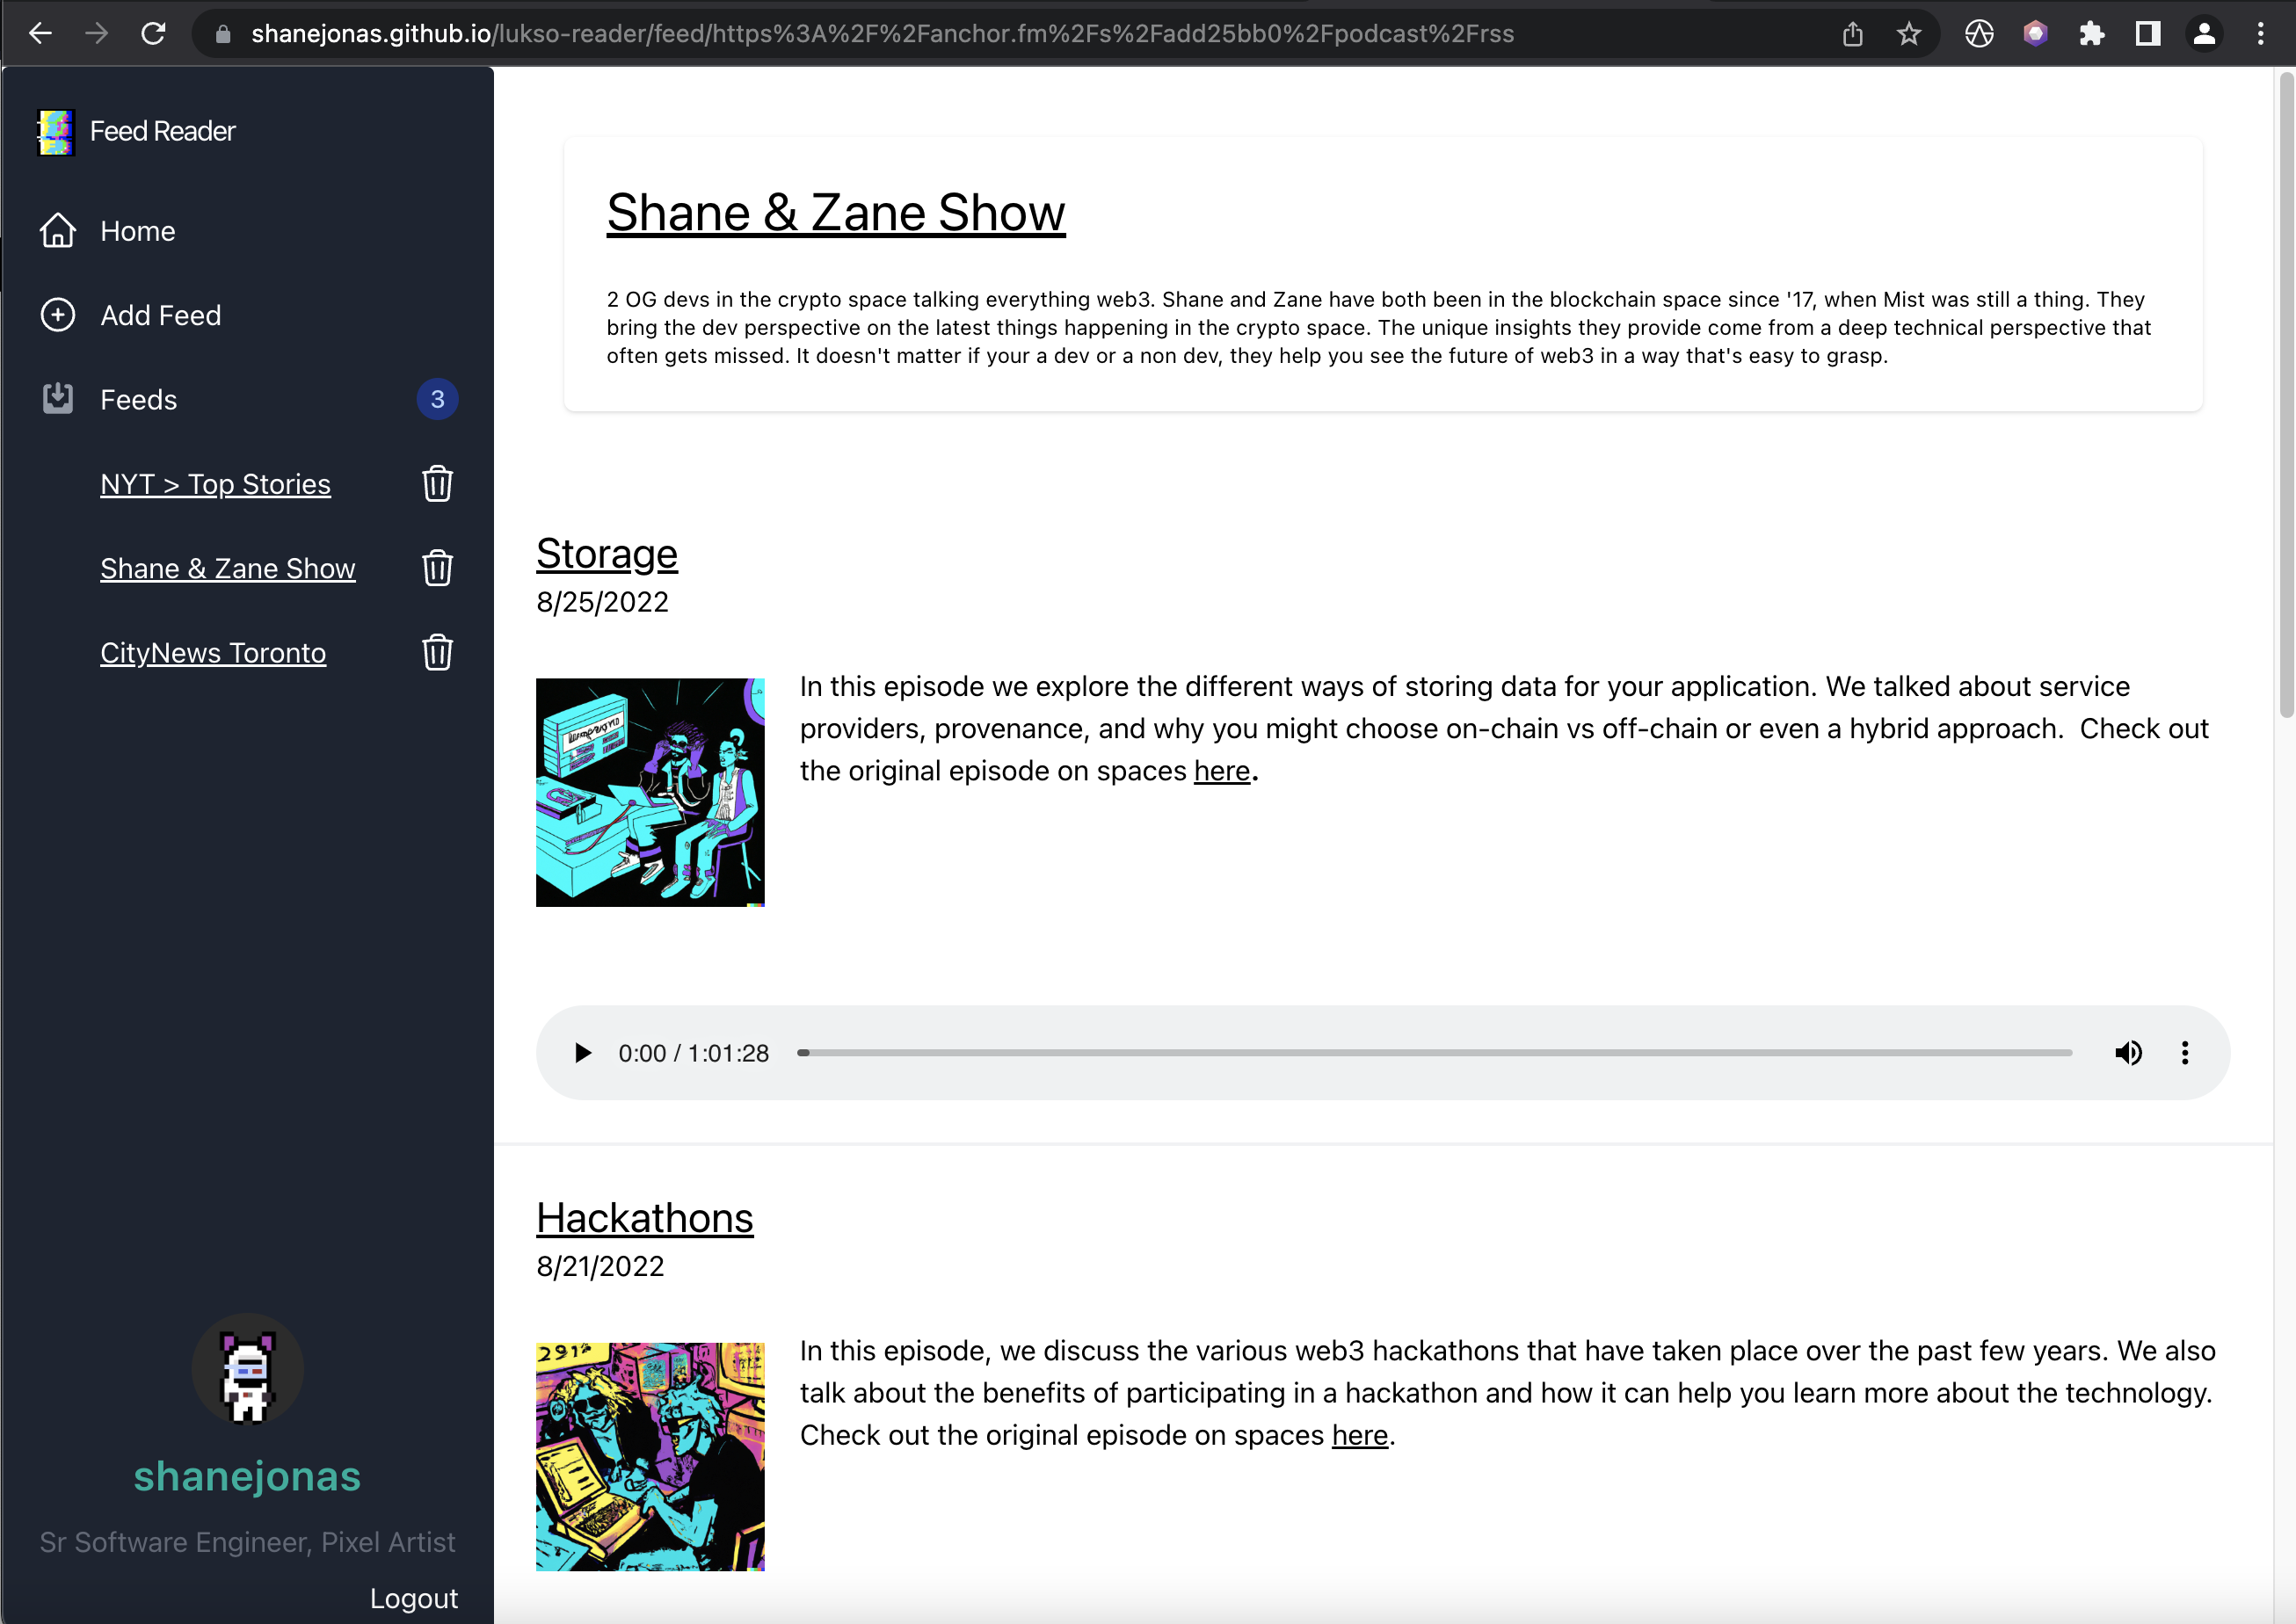 shanejonas.github.io/lukso-reader/feed/https%3A%2F%2Fanchor.fm%2Fs%2Fadd25bb0%2Fpodcast%2Frss
Feed Reader
Home
Add Feed
Feeds
3
NYT > Top Stories
Shane & Zane Show
CityNews Toronto
shanejonas
Sr Software Engineer, Pixel Artist
Logout
Shane & Zane Show
2 OG devs in the crypto space talking everything web3. Shane and Zane have both been in the blockchain space since '17, when Mist was still a thing. They
bring the dev perspective on the latest things happening in the crypto space. The unique insights they provide come from a deep technical perspective that
often gets missed. It doesn't matter if your a dev or a non dev, they help you see the future of web3 in a way that's easy to grasp.
Storage
8/25/2022
In this episode we explore the different ways of storing data for your application. We talked about service
providers, provenance, and why you might choose on-chain vs off-chain or even a hybrid approach.  Check out
the original episode on spaces here.
0:00 / 1:01:28
Hackathons
8/21/2022
In this episode, we discuss the various web3 hackathons that have taken place over the past few years. We also
talk about the benefits of participating in a hackathon and how it can help you learn more about the technology.
Check out the original episode on spaces here.